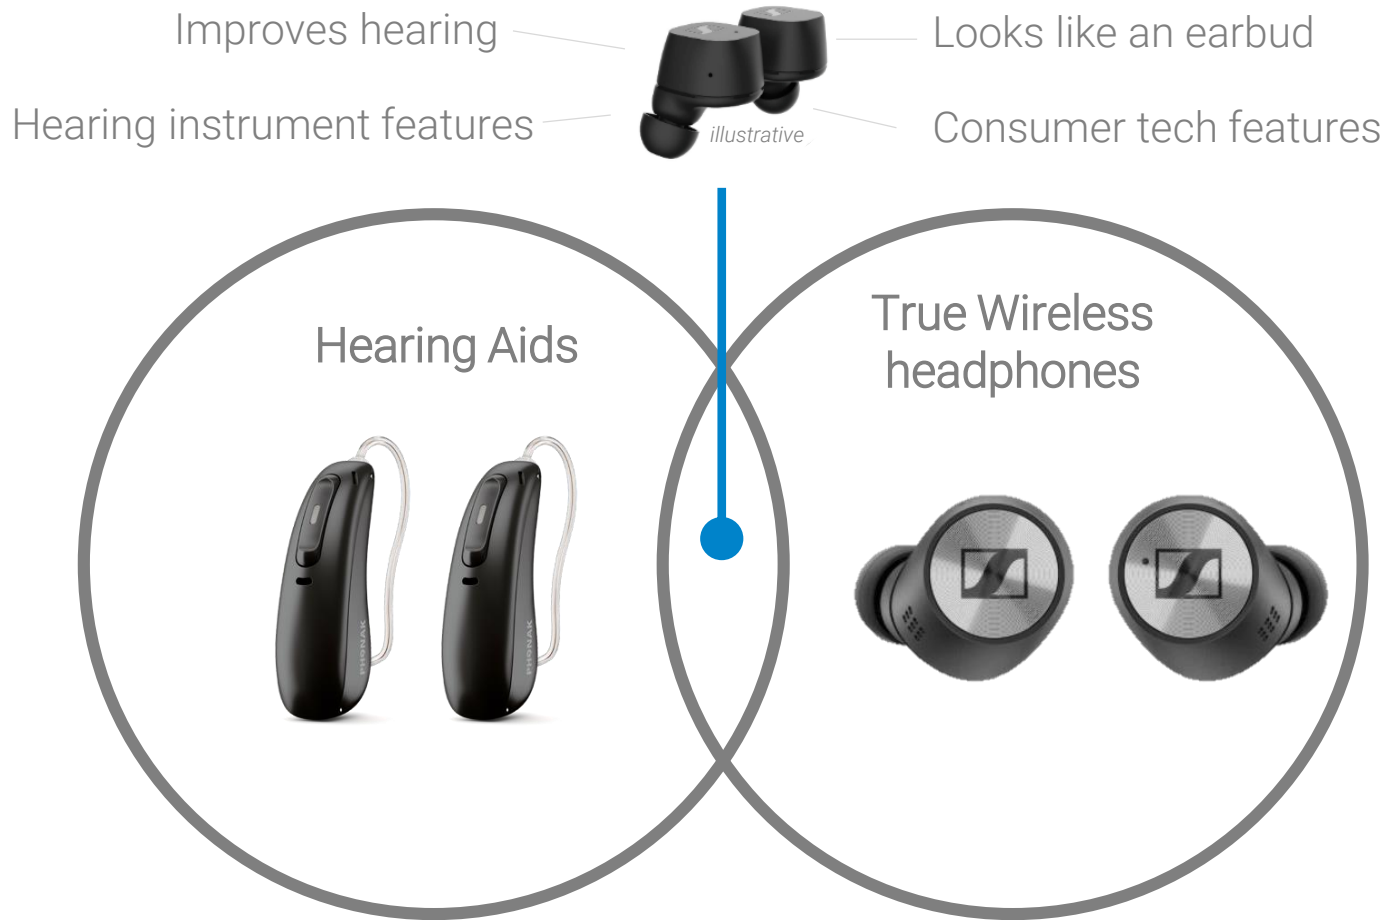 Improves hearing
Looks like an earbud
Hearing instrument features
Consumer tech features
illustrative
Hearing Aids
True Wireless
headphones
PHONAK
PHONAK